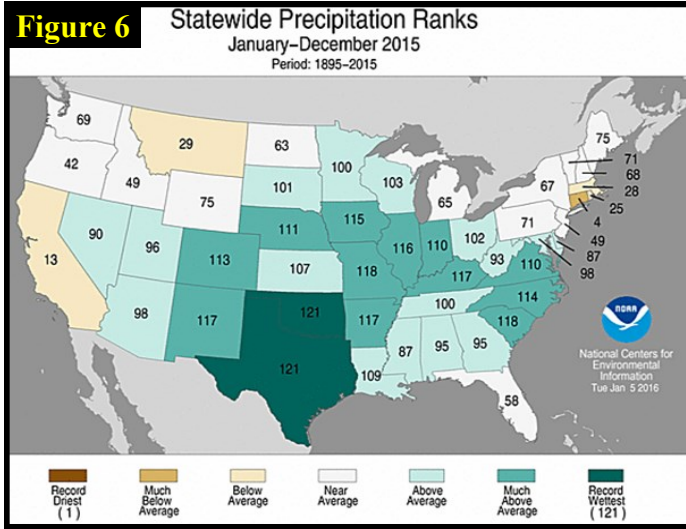 Figure 6
Statewide Precipitation Ranks
January–December 2015
Period: 1895–2015
69
29
63
100
103
65
75
71
68
28
25
4
49
87
98
42
49
75
101
67
71
90
96
113
111
115
116
110
102
93
110
13
107
118
117
98
117
121
117
100
114
118
121
109
87
95
95
58
NOAA
National Centers for
Environmental
Information
Tue Jan 5 2016
Record
Driest
(1)
Much
Below
Average
Below
Average
Near
Average
Above
Average
Much
Above
Average
Record
Wettest
(121)